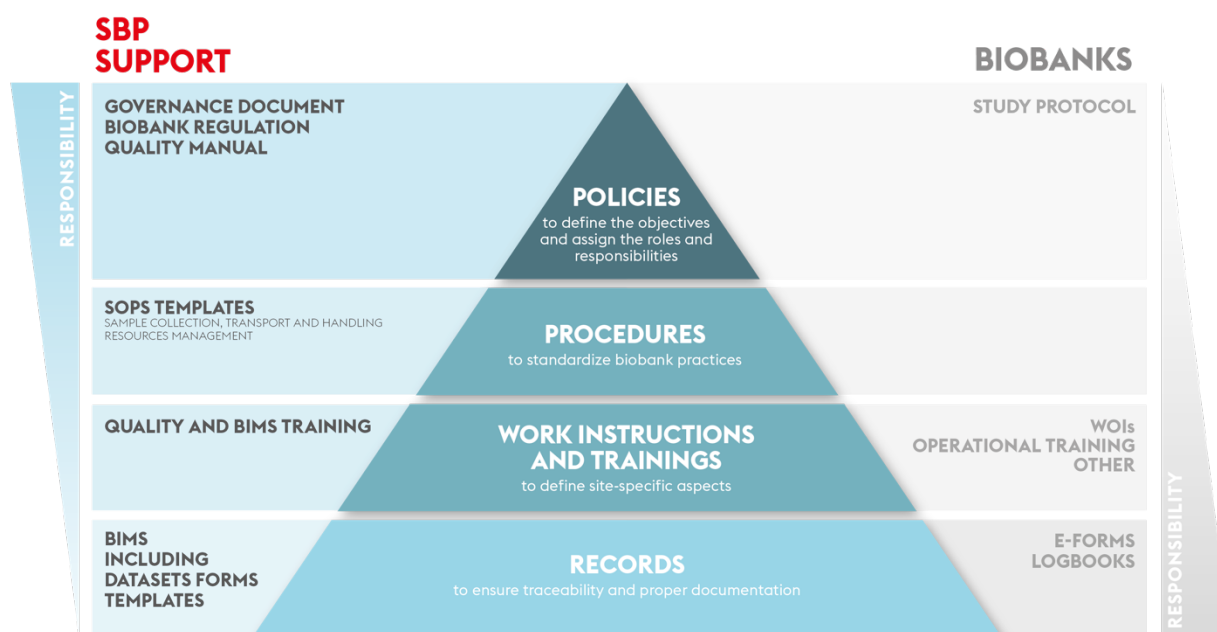 SBP
SUPPORT
BIOBANKS
RESPONSIBILITY
GOVERNANCE DOCUMENT
BIOBANK REGULATION
QUALITY MANUAL
POLICIES
to define the objectives
and assign the roles and
responsibilities
STUDY PROTOCOL
SOPS TEMPLATES
SAMPLE COLLECTION, TRANSPORT AND HANDLING
RESOURCES MANAGEMENT
PROCEDURES
to standardize biobank practices
QUALITY AND BIMS TRAINING
WORK INSTRUCTIONS
AND TRAININGS
to define site-specific aspects
WOIs
OPERATIONAL TRAINING
OTHER
BIMS
INCLUDING
DATASETS FORMS
TEMPLATES
RECORDS
to ensure traceability and proper documentation
E-FORMS
LOGBOOKS
RESPONSIBILITY